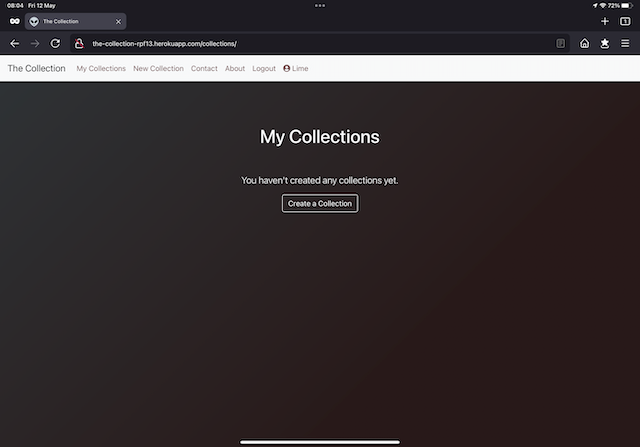 08:04 Fri 12 May
72%
The Collection
1
the-collection-rpf13.herokuapp.com/collections/
The Collection My Collections New Collection Contact About Logout Lime
My Collections
You haven't created any collections yet.
Create a Collection